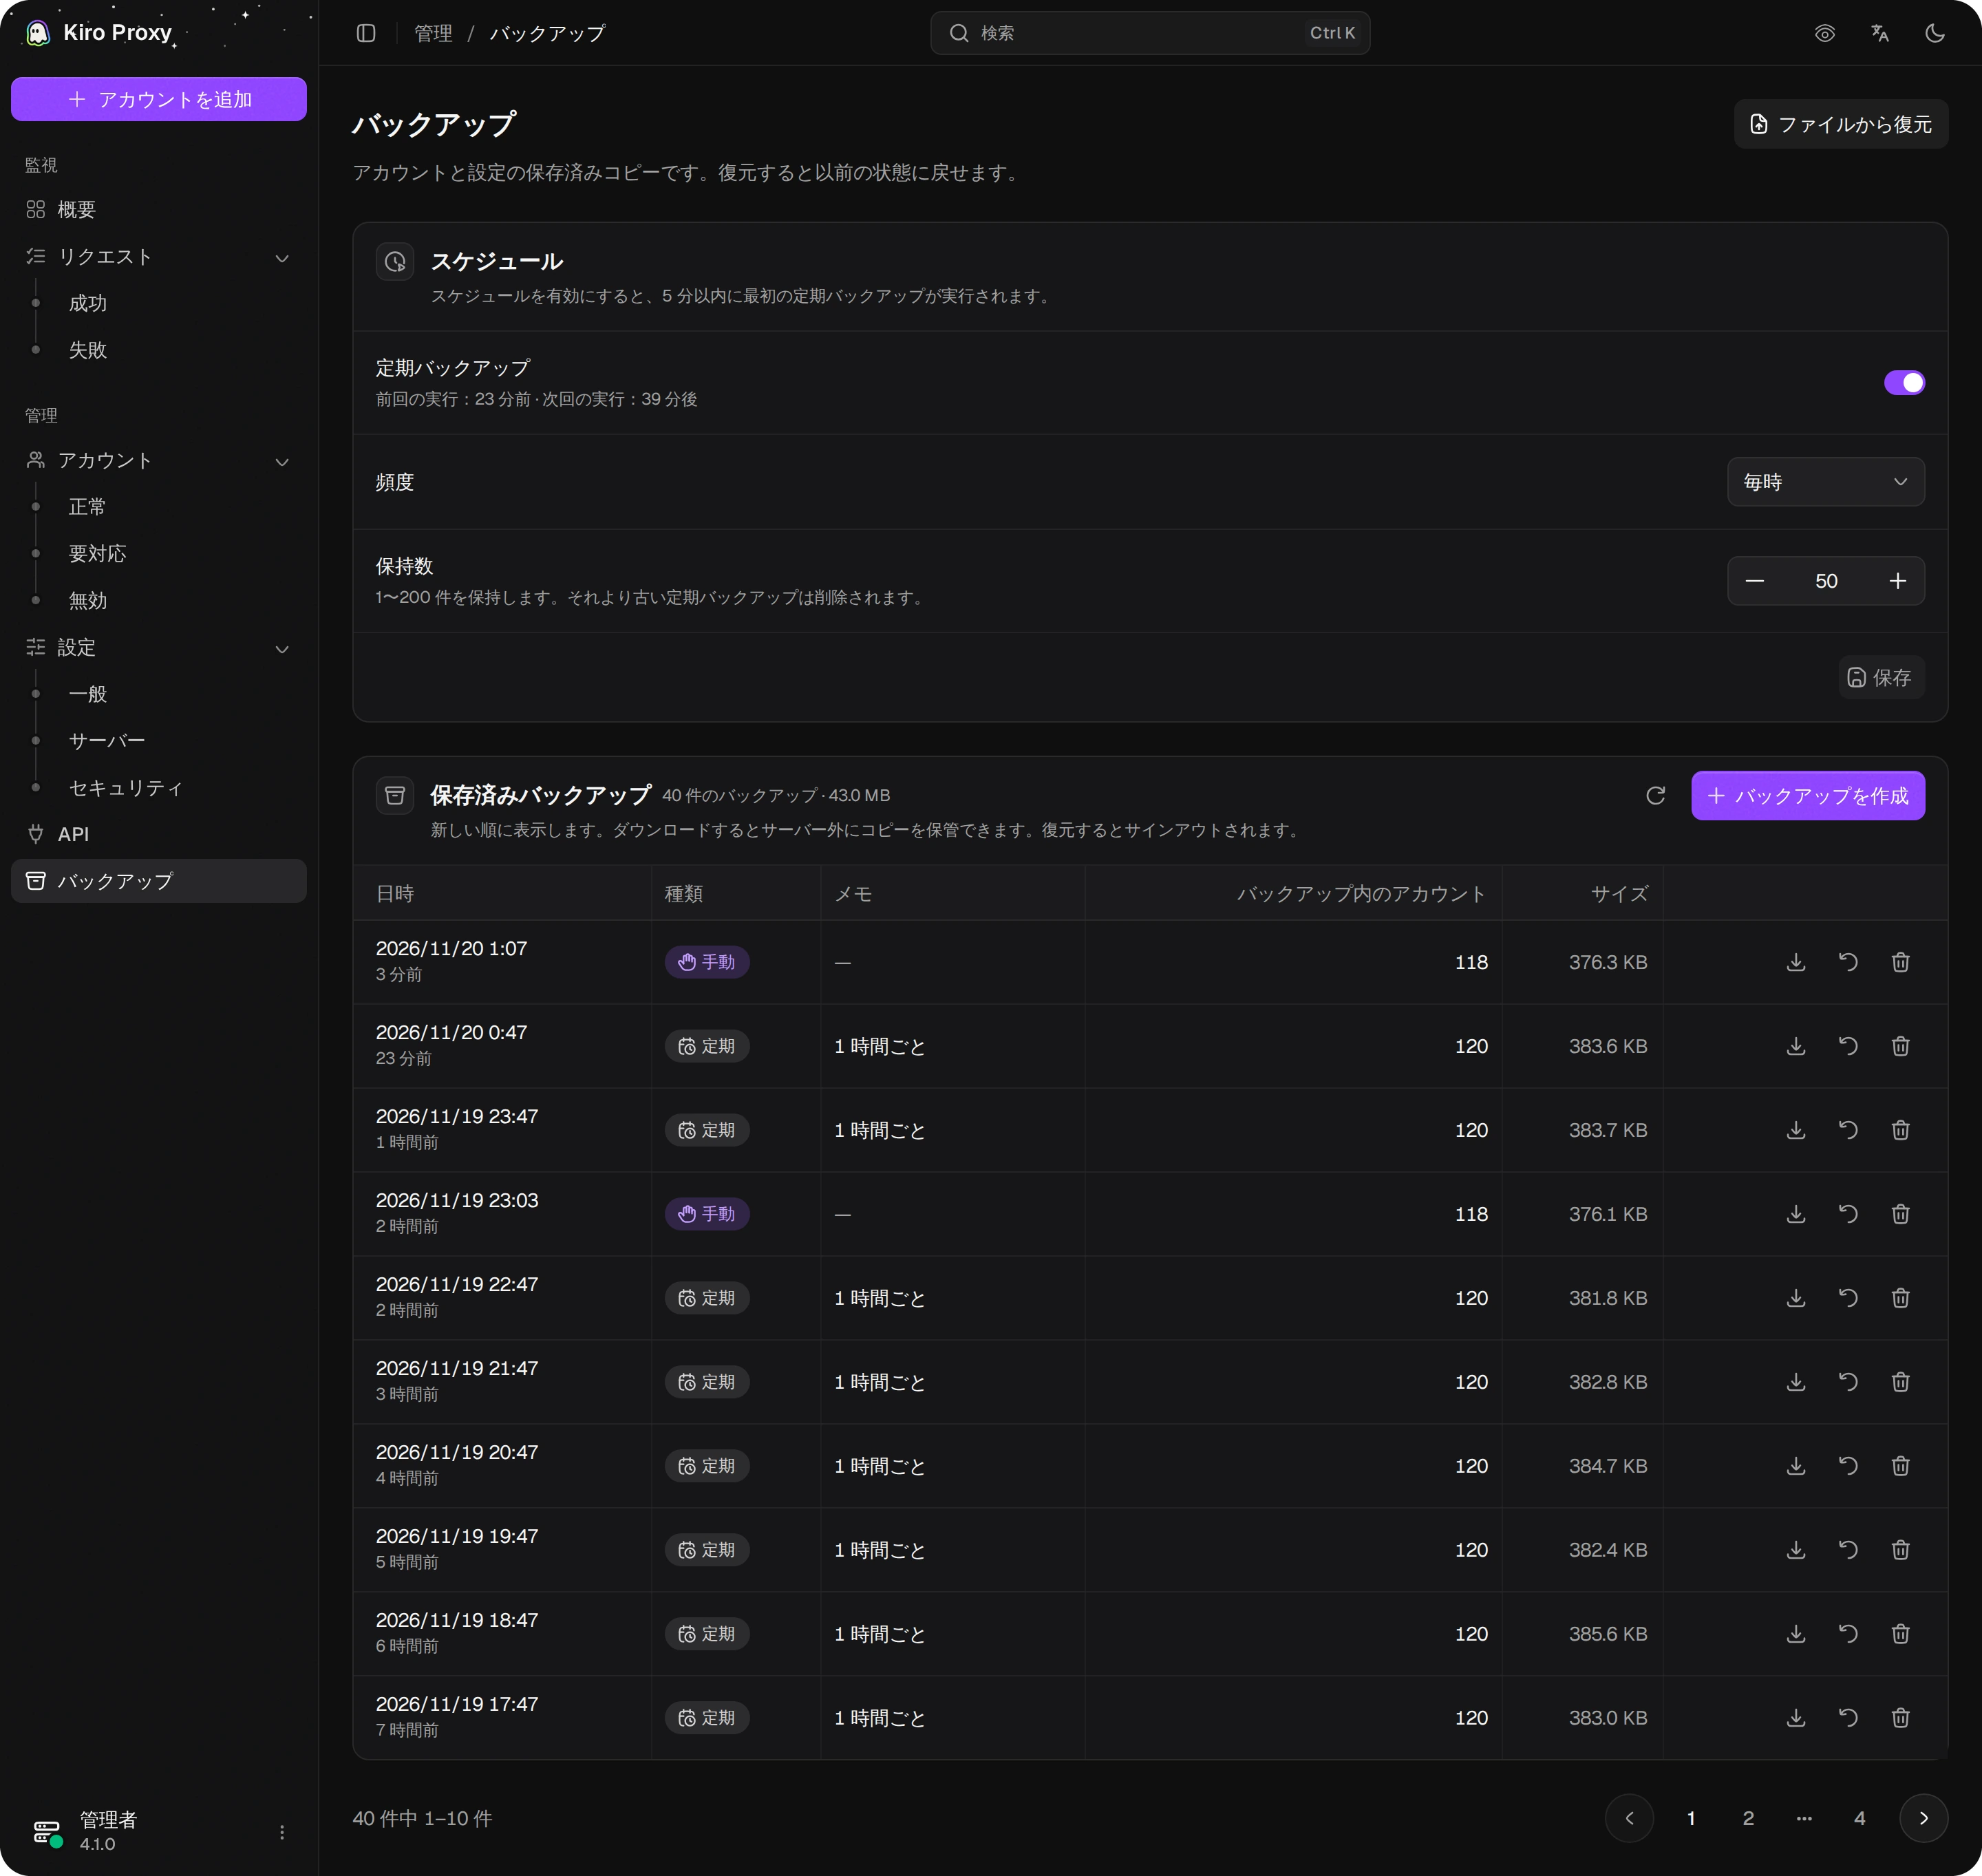 Kiro Proxy
管理 / バックアップ
検索
Ctrl K
アカウントを追加
監視
概要
リクエスト
成功
失敗
管理
アカウント
正常
要対応
無効
設定
一般
サーバー
セキュリティ
API
バックアップ
管理者
4.1.0
バックアップ
ファイルから復元
アカウントと設定の保存済みコピーです。復元すると以前の状態に戻せます。
スケジュール
スケジュールを有効にすると、5 分以内に最初の定期バックアップが実行されます。
定期バックアップ
前回の実行：23 分前 · 次回の実行：39 分後
頻度
毎時
保持数
1〜200 件を保持します。それより古い定期バックアップは削除されます。
50
保存
保存済みバックアップ 40 件のバックアップ · 43.0 MB
バックアップを作成
新しい順に表示します。ダウンロードするとサーバー外にコピーを保管できます。復元するとサインアウトされます。
日時 種類 メモ バックアップ内のアカウント サイズ
2026/11/20 1:07
3 分前
手動 — 118 376.3 KB
2026/11/20 0:47
23 分前
定期 1 時間ごと 120 383.6 KB
2026/11/19 23:47
1 時間前
定期 1 時間ごと 120 383.7 KB
2026/11/19 23:03
2 時間前
手動 — 118 376.1 KB
2026/11/19 22:47
2 時間前
定期 1 時間ごと 120 381.8 KB
2026/11/19 21:47
3 時間前
定期 1 時間ごと 120 382.8 KB
2026/11/19 20:47
4 時間前
定期 1 時間ごと 120 384.7 KB
2026/11/19 19:47
5 時間前
定期 1 時間ごと 120 382.4 KB
2026/11/19 18:47
6 時間前
定期 1 時間ごと 120 385.6 KB
2026/11/19 17:47
7 時間前
定期 1 時間ごと 120 383.0 KB
40 件中 1–10 件
1 2 ··· 4